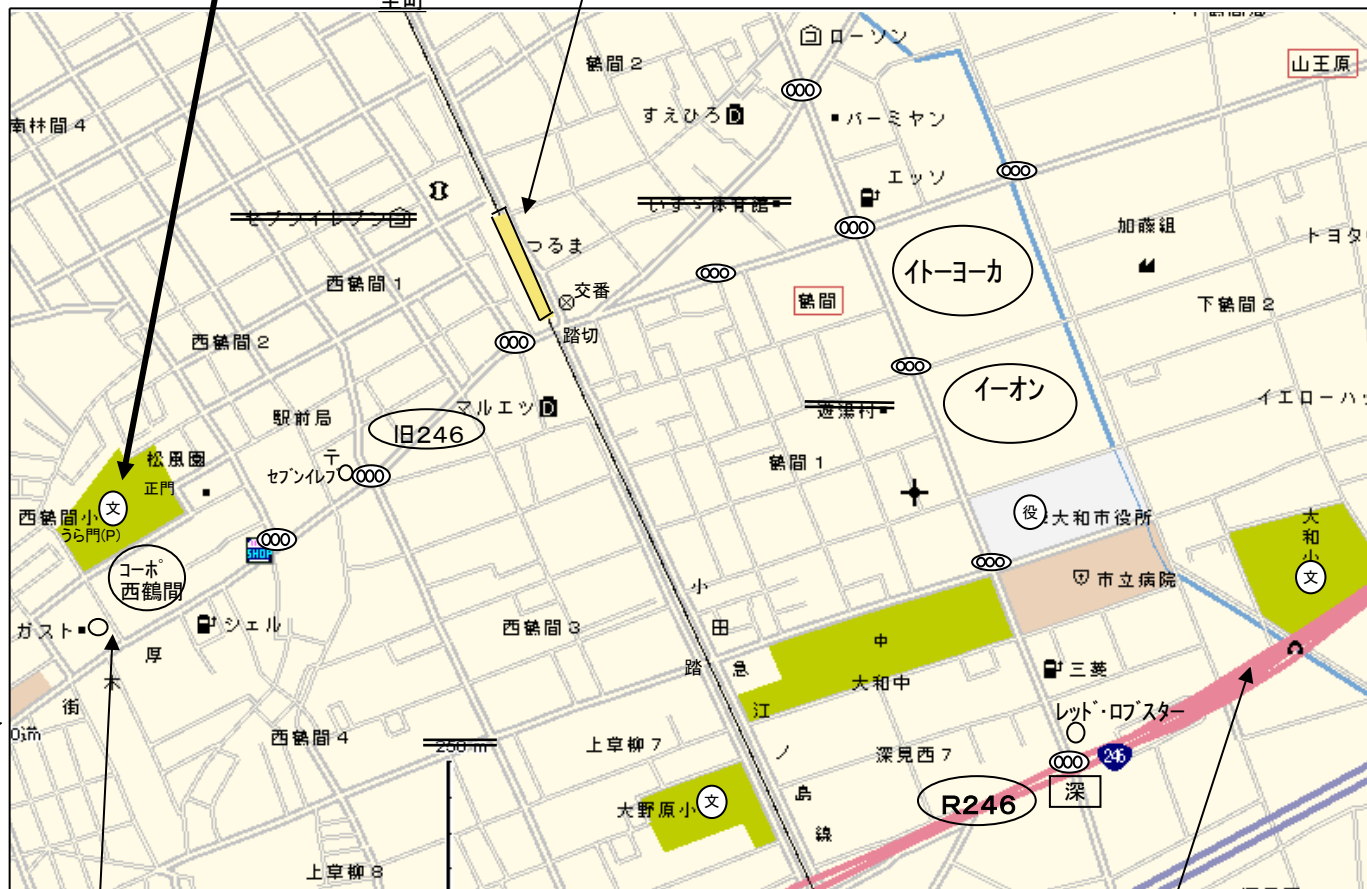 鶴間2
ローソン
山王原
南林間4
すえひろD
バーミヤン
エッソ
セブンイレブン
いすゞ体育館
つるま
加藤組
トヨタ
西鶴間1
交番
イトーヨーカ
鶴間
下鶴間2
西鶴間2
踏切
イーオン
イエローハッ
マルエツD
遊湯村
駅前局
旧246
松風園
〒
セブンイレブ
鶴間1
正門
西鶴間小
文
うら門(P)
役
大和市役所
大和小
文
SHOP
コーポ
西鶴間
市立病院
ガスト
シェル
西鶴間3
小田急江ノ島線
踏
中
大和中
三菱
厚木街道
レッド・ロブスター
西鶴間4
250m
上草柳7
深見西7
246
大野原小
文
R246
深
上草柳8